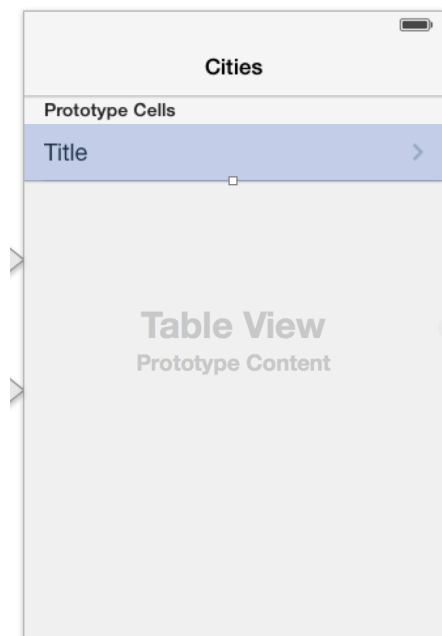 Cities
Prototype Cells
Title
Table View
Prototype Content